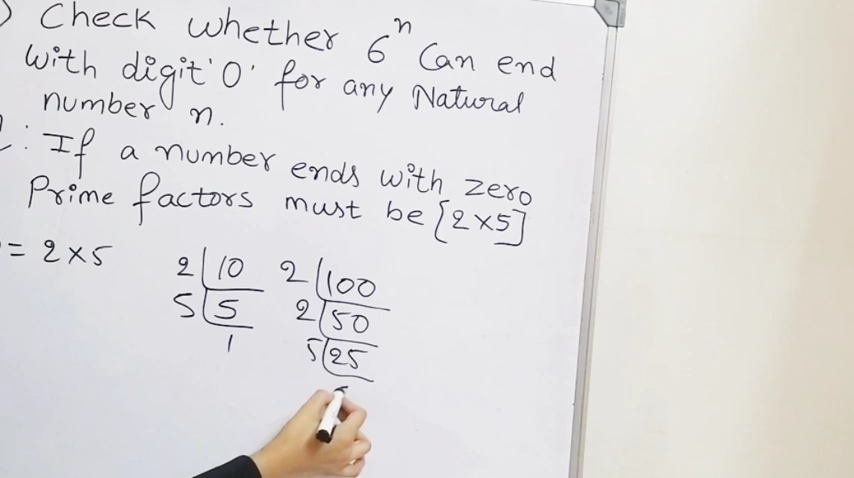 ) Check whether 6ⁿ Can end
with digit '0' for any Natural
number n.
: If a number ends with zero
Prime factors must be [2×5]
= 2×5
2 | 10
5 | 5
1
2 | 100
2 | 50
5 | 25